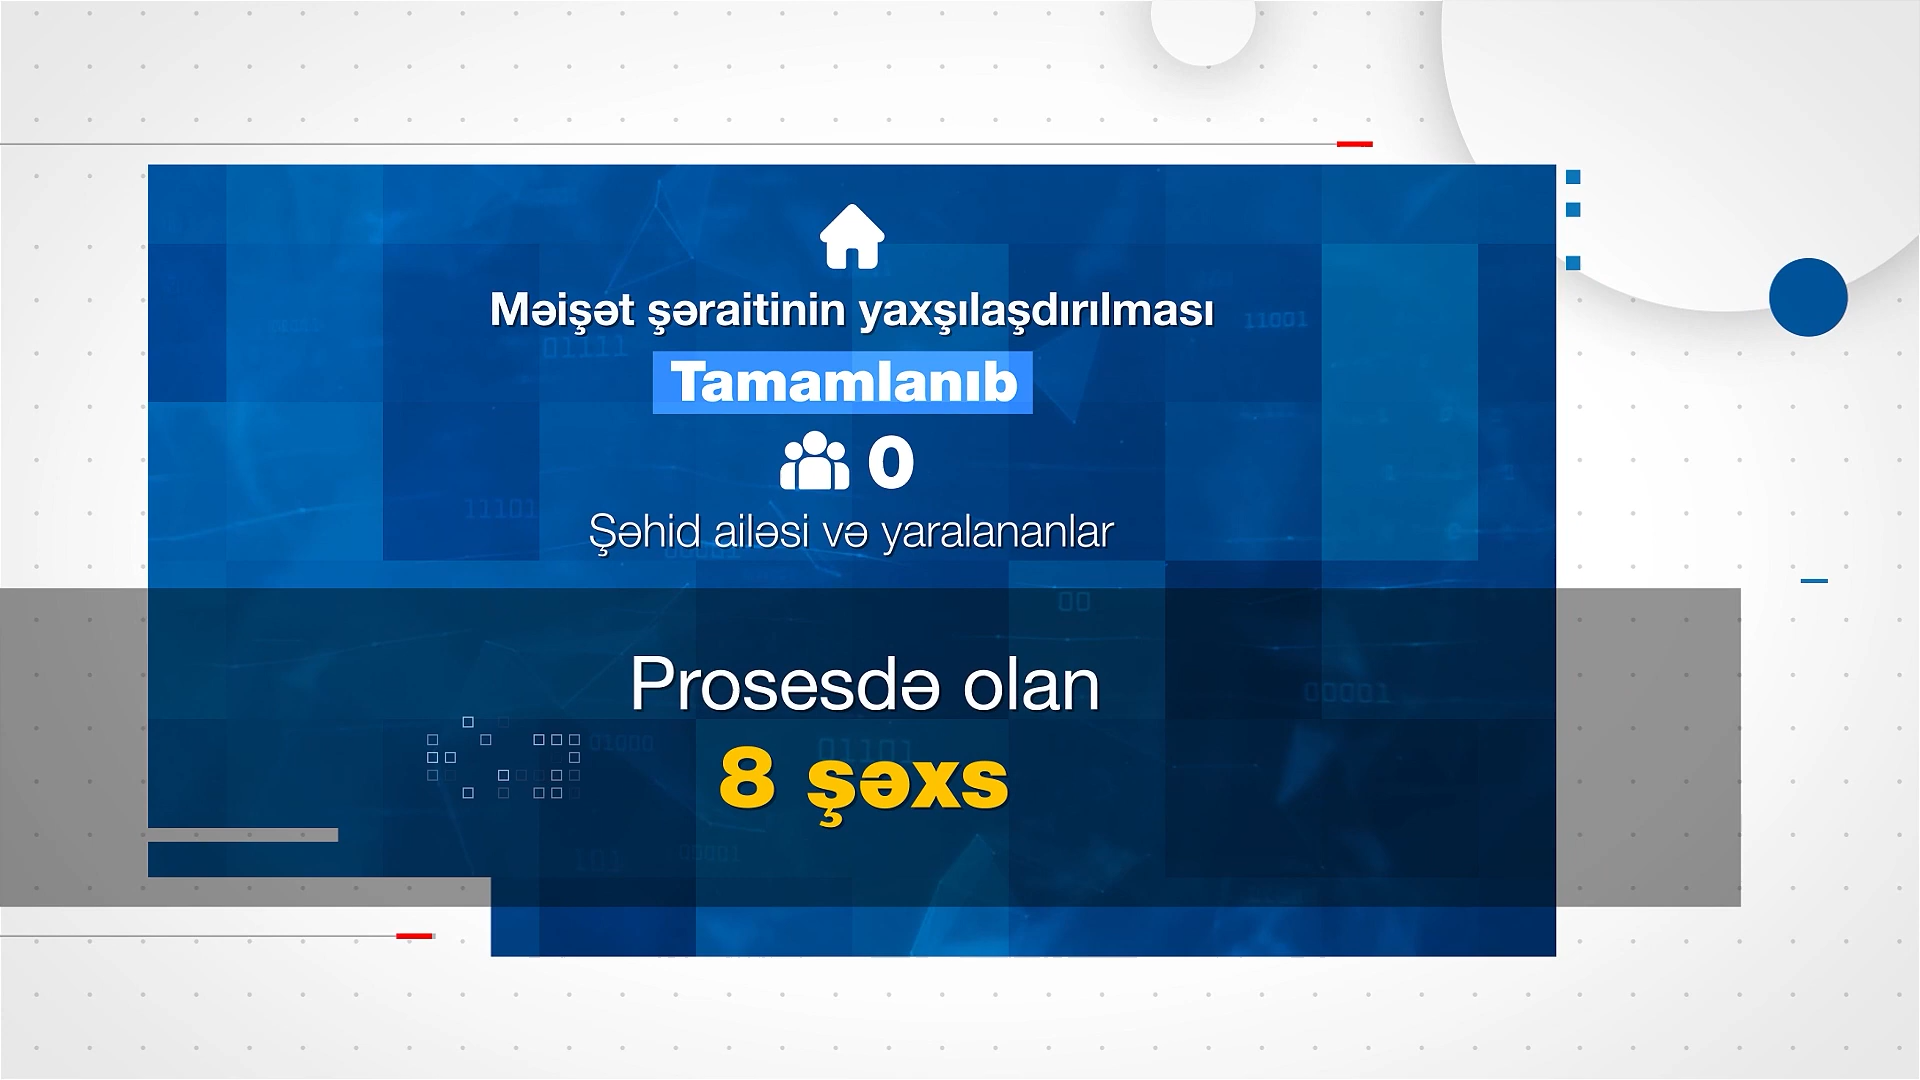 Məişət şəraitinin yaxşılaşdırılması
Tamamlanıb
0
Şəhid ailəsi və yaralananlar
Prosesdə olan
8 şəxs